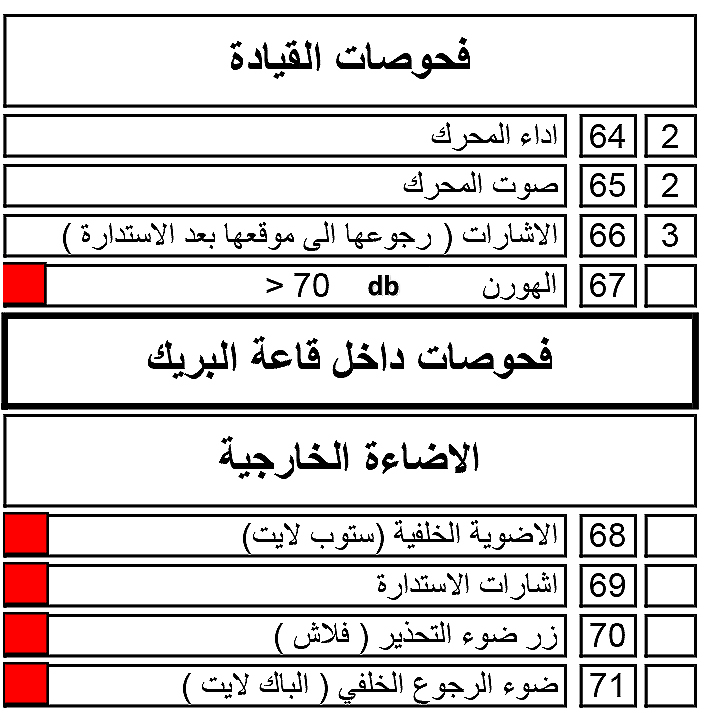 فحوصات القيادة
2 64 اداء المحرك
2 65 صوت المحرك
3 66 الاشارات ( رجوعها الى موقعها بعد الاستدارة )
67 الهورن db 70 <
فحوصات داخل قاعة البريك
الاضاءة الخارجية
68 الاضوية الخلفية (ستوب لايت)
69 اشارات الاستدارة
70 زر ضوء التحذير ( فلاش )
71 ضوء الرجوع الخلفي ( الباك لايت )